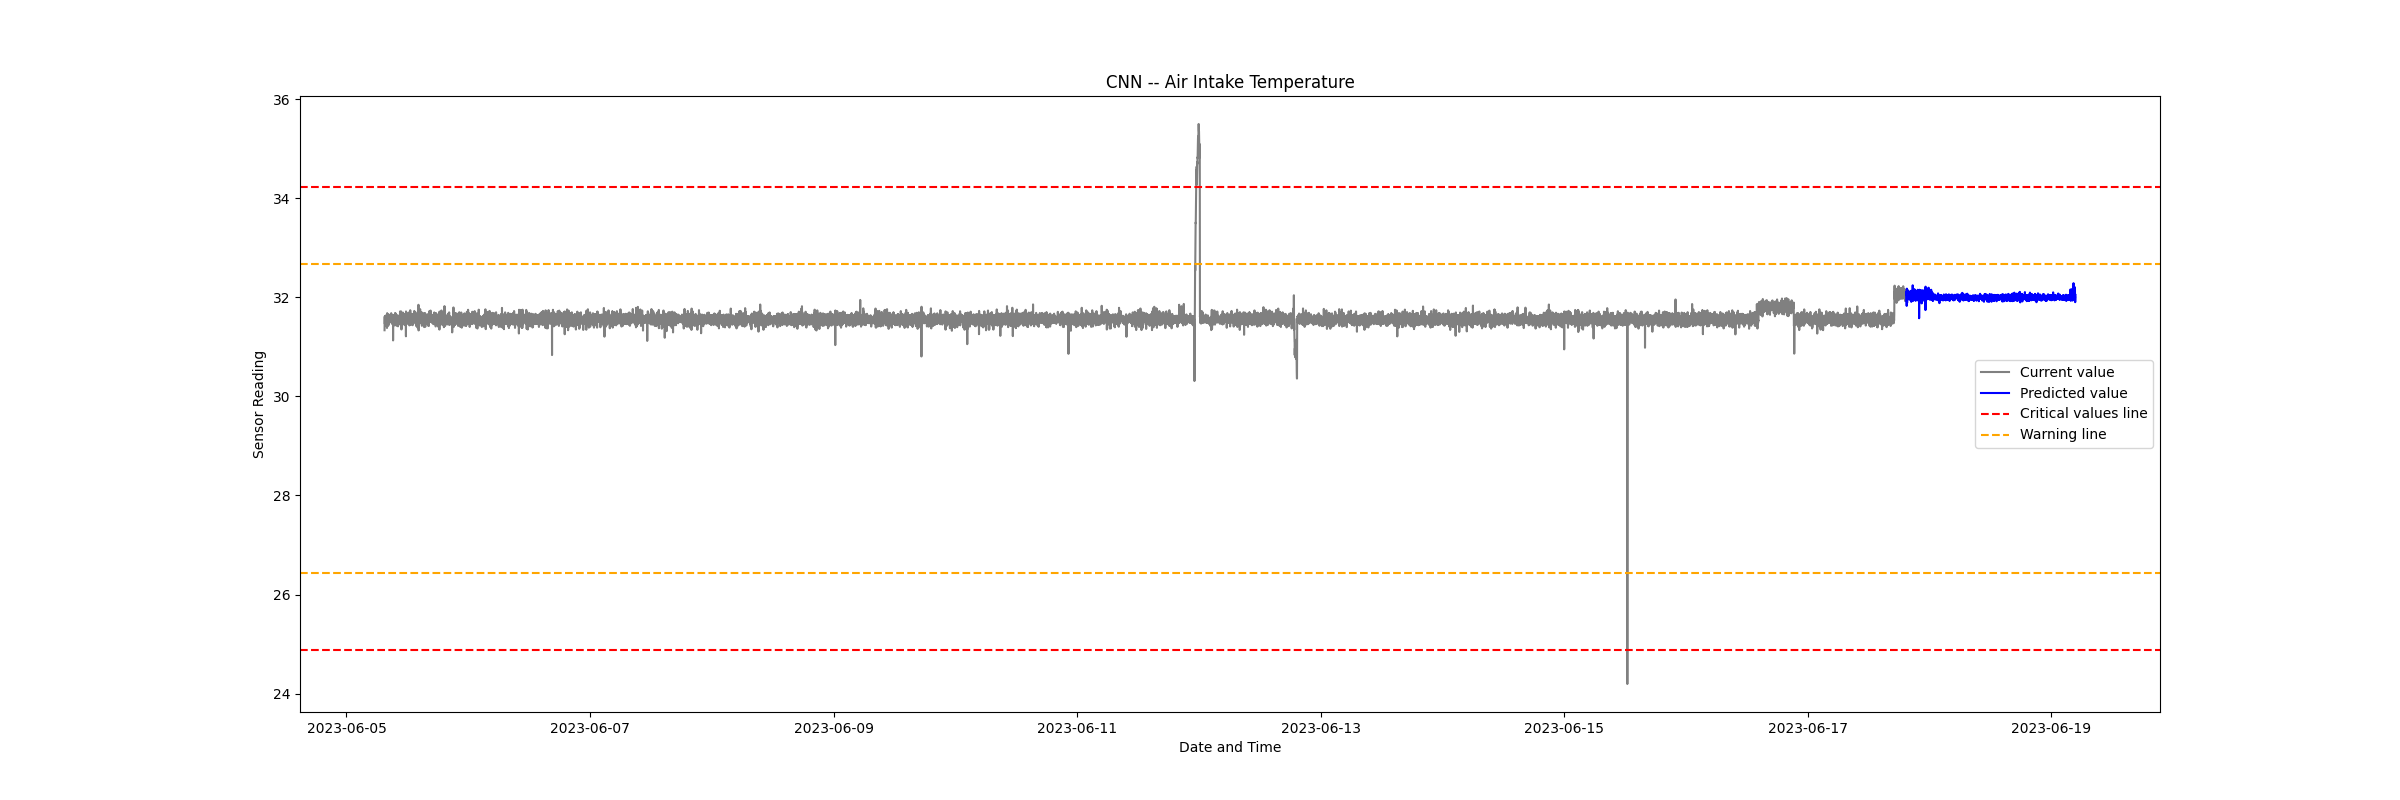 CNN -- Air Intake Temperature
36
34
32
30
28
26
24
Sensor Reading
Current value
Predicted value
Critical values line
Warning line
2023-06-05 2023-06-07 2023-06-09 2023-06-11 2023-06-13 2023-06-15 2023-06-17 2023-06-19
Date and Time